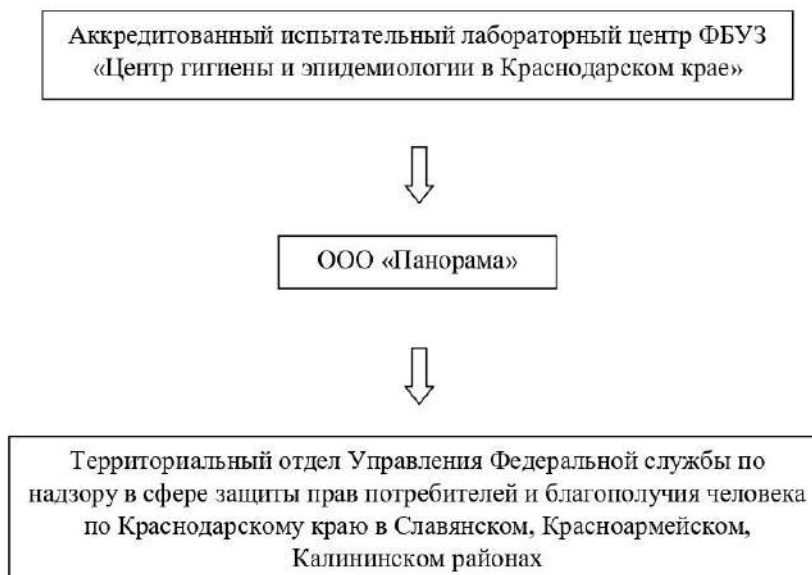 Аккредитованный испытательный лабораторный центр ФБУЗ
«Центр гигиены и эпидемиологии в Краснодарском крае»
ООО «Панорама»
Территориальный отдел Управления Федеральной службы по
надзору в сфере защиты прав потребителей и благополучия человека
по Краснодарскому краю в Славянском, Красноармейском,
Калининском районах